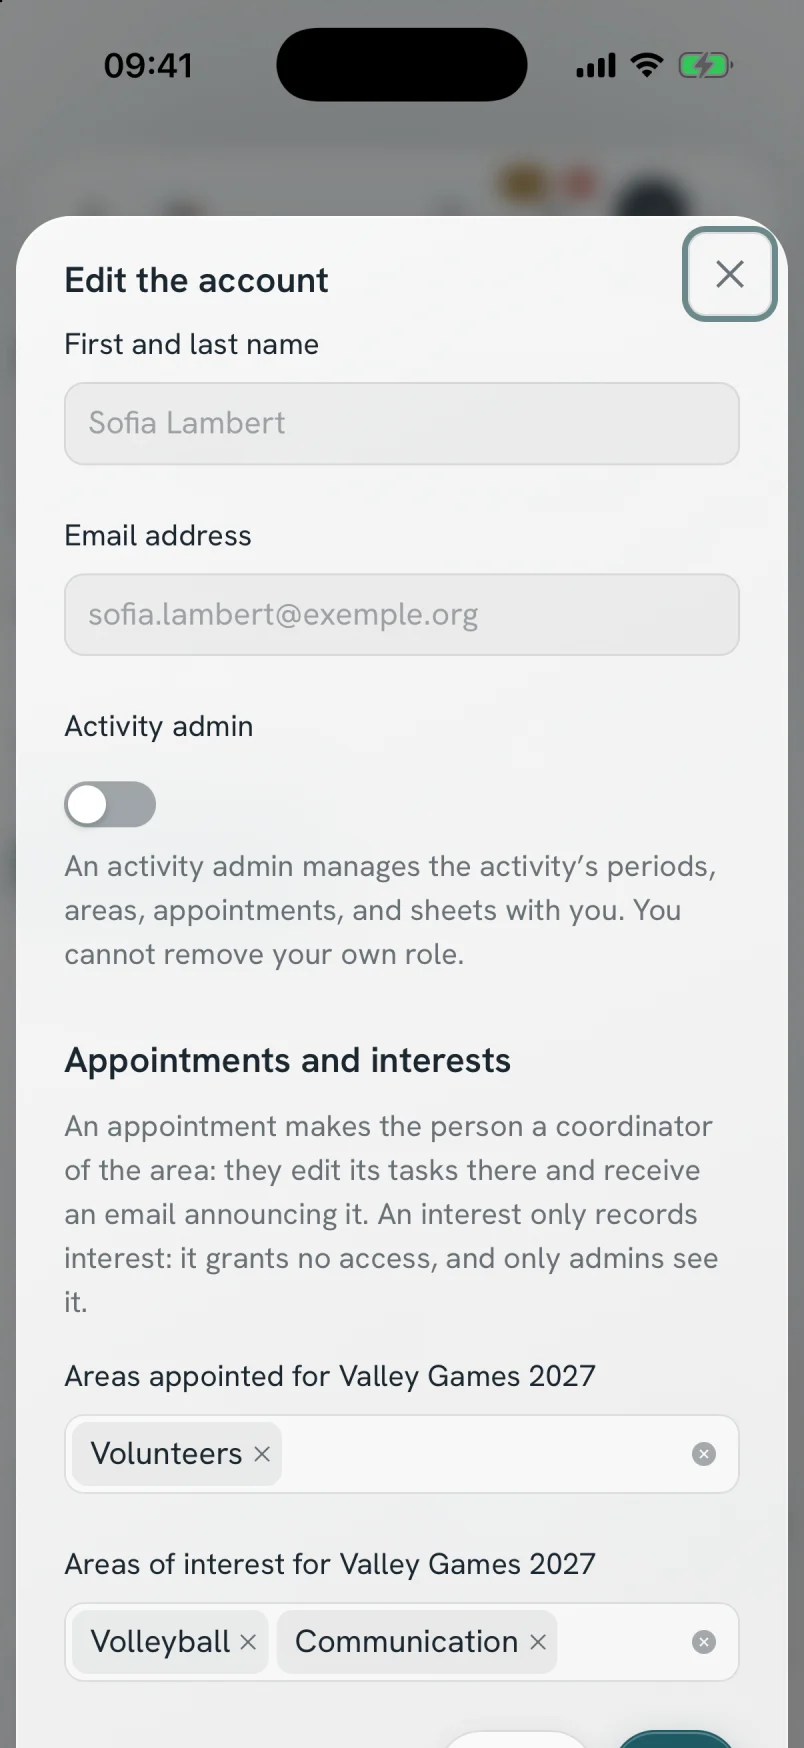 09:41
Edit the account
First and last name
Sofia Lambert
Email address
sofia.lambert@exemple.org
Activity admin
An activity admin manages the activity’s periods,
areas, appointments, and sheets with you. You
cannot remove your own role.
Appointments and interests
An appointment makes the person a coordinator
of the area: they edit its tasks there and receive
an email announcing it. An interest only records
interest: it grants no access, and only admins see
it.
Areas appointed for Valley Games 2027
Volunteers
Areas of interest for Valley Games 2027
Volleyball Communication